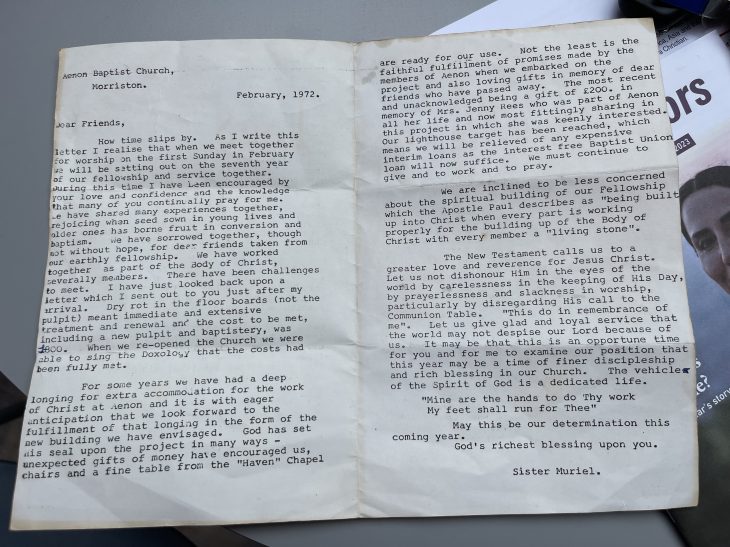 Aenon Baptist Church,
Morriston.
February, 1972.
Dear Friends,
How time slips by. As I write this
letter I realise that when we meet together
for worship on the first Sunday in February
we will be setting out on the seventh year
of our fellowship and service together.
During this time I have been encouraged by
your love and confidence and the knowledge
that many of you continually pray for me.
We have shared many experiences together,
rejoicing when seed sown in young lives and
older ones has borne fruit in conversion and
baptism. We have sorrowed together, though
not without hope, for dear friends taken from
our earthly fellowship. We have worked
together as part of the Body of Christ,
severally members. There have been challenges
to meet. I have just looked back upon a
letter which I sent out to you just after my
arrival. Dry rot in the floor boards (not the
pulpit) meant immediate and extensive
treatment and renewal and the cost to be met,
including a new pulpit and baptistery, was
£800. When we re-opened the Church we were
able to sing the Doxology that the costs had
been fully met.
For some years we have had a deep
longing for extra accommodation for the work
of Christ at Aenon and it is with eager
anticipation that we look forward to the
fulfillment of that longing in the form of the
new building we have envisaged. God has set
His seal upon the project in many ways -
unexpected gifts of money have encouraged us,
chairs and a fine table from the "Haven" Chapel
are ready for our use. Not the least is the
faithful fulfillment of promises made by the
members of Aenon when we embarked on the
project and also loving gifts in memory of dear
friends who have passed away. The most recent
and unacknowledged being a gift of £200. in
memory of Mrs. Jenny Rees who was part of Aenon
all her life and now most fittingly sharing in
this project in which she was keenly interested.
Our lighthouse target has been reached, which
means we will be relieved of any expensive
interim loans as the interest free Baptist Union
loan will now suffice. We must continue to
give and to work and to pray.
We are inclined to be less concerned
about the spiritual building of our Fellowship
which the Apostle Paul describes as "being built
up into Christ when every part is working
properly for the building up of the Body of
Christ with every member a "living stone".
The New Testament calls us to a
greater love and reverence for Jesus Christ.
Let us not dishonour Him in the eyes of the
world by carelessness in the keeping of His Day,
by prayerlessness and slackness in worship,
particularly by disregarding His call to the
Communion Table. "This do in remembrance of
me". Let us give glad and loyal service that
the world may not despise our Lord because of
us. It may be that this is an opportune time
for you and for me to examine our position that
this year may be a time of finer discipleship
and rich blessing in our Church. The vehicle
of the Spirit of God is a dedicated life.
"Mine are the hands to do Thy work
My feet shall run for Thee"
May this be our determination this
coming year.
God's richest blessing upon you.
Sister Muriel.
Christian
ors
2023
e?
ar's story